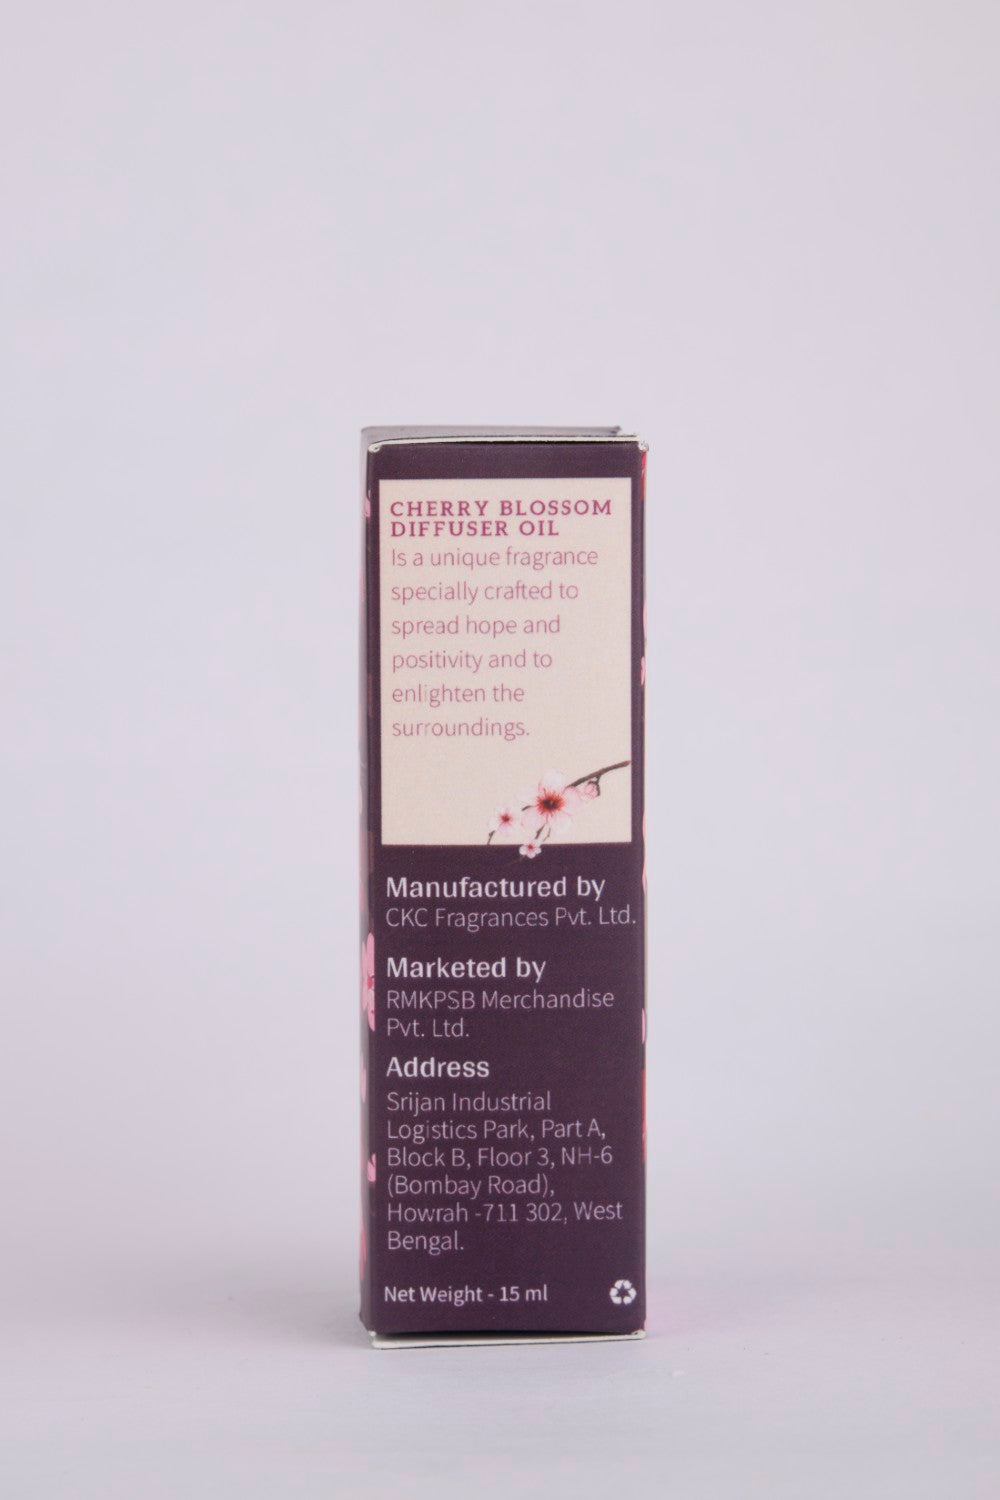 CHERRY BLOSSOM
DIFFUSER OIL
Is a unique fragrance
specially crafted to
spread hope and
positivity and to
enlighten the
surroundings.
Manufactured by
CKC Fragrances Pvt. Ltd.
Marketed by
RMKPSB Merchandise
Pvt. Ltd.
Address
Srijan Industrial
Logistics Park, Part A,
Block B, Floor 3, NH-6
(Bombay Road),
Howrah -711 302, West
Bengal.
Net Weight - 15 ml